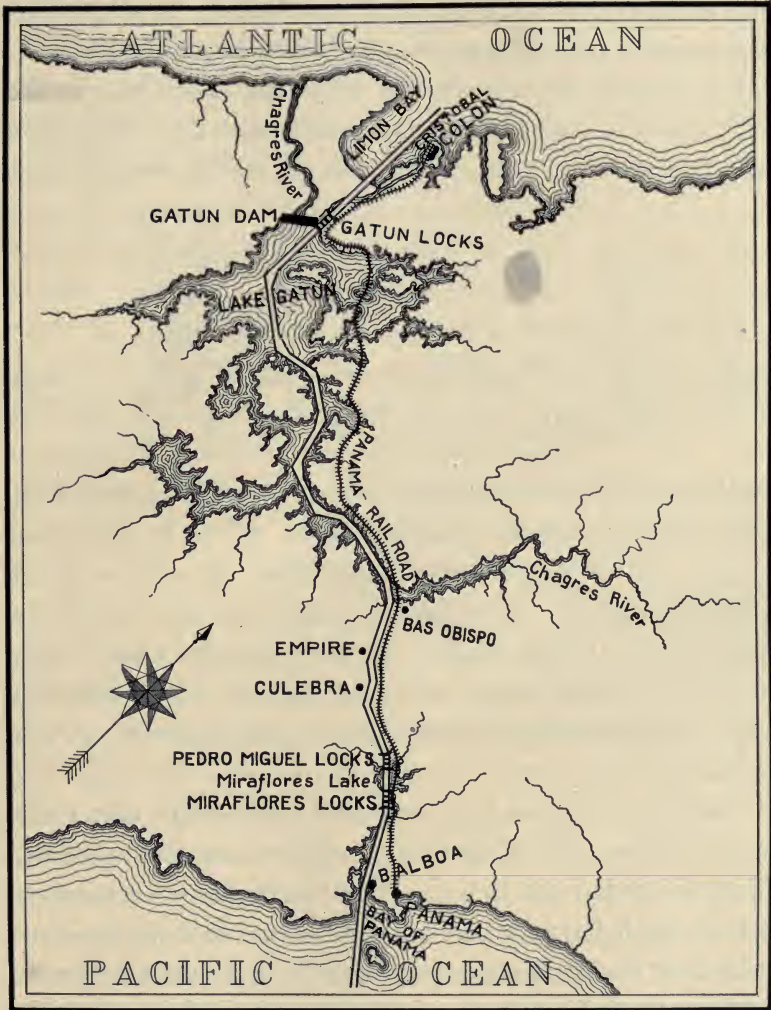 ATLANTIC OCEAN
Chagres River
LIMON BAY
CRISTOBAL
COLON
GATUN DAM
GATUN LOCKS
LAKE GATUN
PANAMA-RAIL ROAD
Chagres River
BAS OBISPO
EMPIRE
CULEBRA
PEDRO MIGUEL LOCKS
Miraflores Lake
MIRAFLORES LOCKS
BALBOA
PANAMA
BAY OF
PANAMA
PACIFIC OCEAN